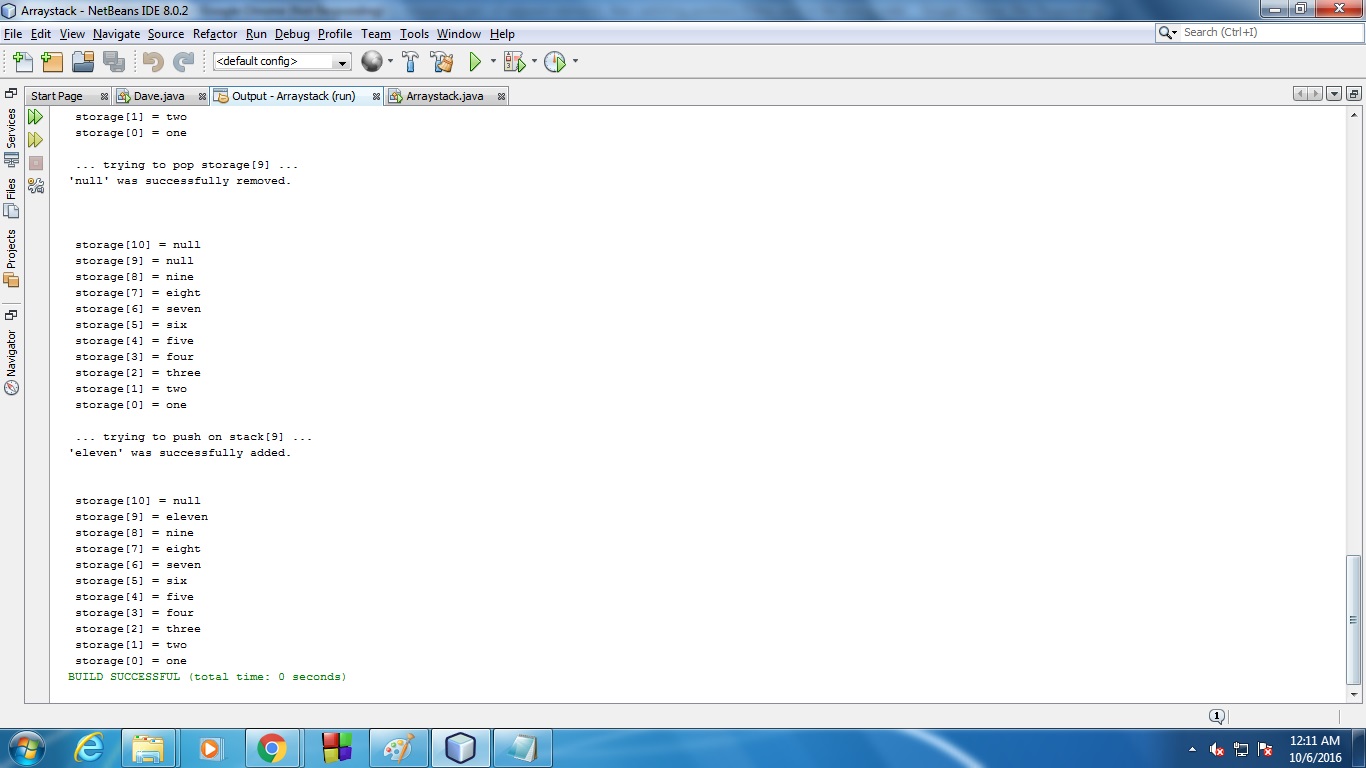 Arraystack - NetBeans IDE 8.0.2
File Edit View Navigate Source Refactor Run Debug Profile Team Tools Window Help
Search (Ctrl+I)
<default config>
Start Page Dave.java Output - Arraystack (run) Arraystack.java
Services
Files
Projects
Navigator
storage[1] = two
storage[0] = one
... trying to pop storage[9] ...
'null' was successfully removed.
storage[10] = null
storage[9] = null
storage[8] = nine
storage[7] = eight
storage[6] = seven
storage[5] = six
storage[4] = five
storage[3] = four
storage[2] = three
storage[1] = two
storage[0] = one
... trying to push on stack[9] ...
'eleven' was successfully added.
storage[10] = null
storage[9] = eleven
storage[8] = nine
storage[7] = eight
storage[6] = seven
storage[5] = six
storage[4] = five
storage[3] = four
storage[2] = three
storage[1] = two
storage[0] = one
BUILD SUCCESSFUL (total time: 0 seconds)
1
12:11 AM
10/6/2016